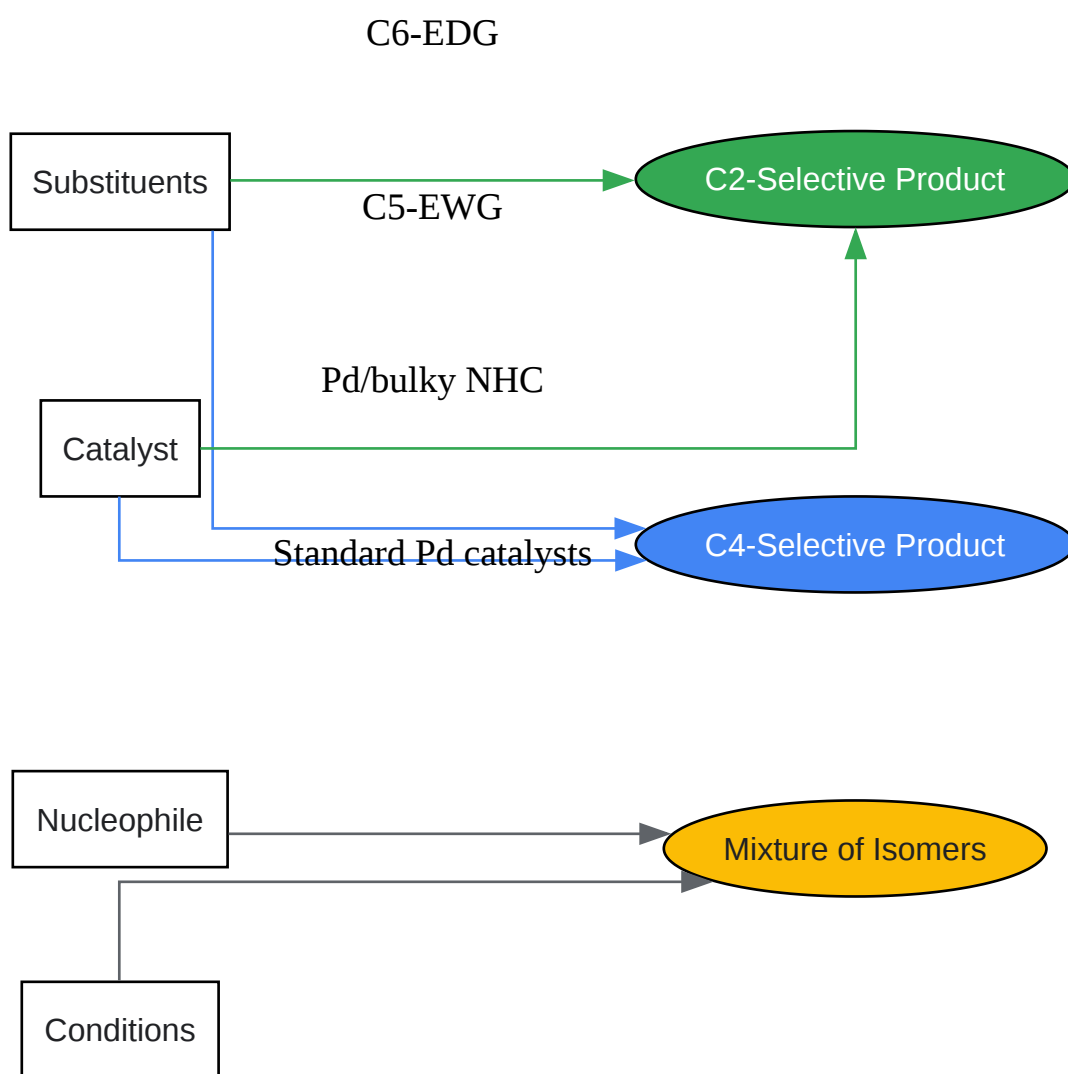 C6-EDG
Substituents
C2-Selective Product
C5-EWG
Pd/bulky NHC
Catalyst
C4-Selective Product
Standard Pd catalysts
Nucleophile
Mixture of Isomers
Conditions